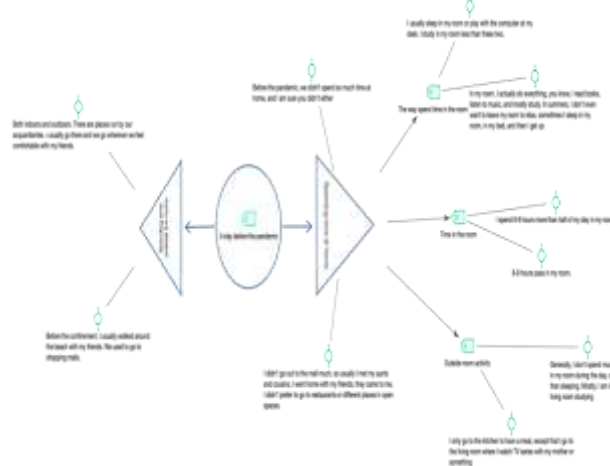 I usually sleep in my room or play with the computer at my
desk. I study in my room less than these two.
Before the pandemic, we didn't spend so much time at
home, and I am sure you didn't either
The way spend time in the room
In my room, I actually do everything, you know, I read books,
listen to music, and mostly study. In summers, I don't even
want to leave my room to relax, sometimes I sleep in my
room, in my bed, and then I get up
Both indoors and outdoors. There are places run by our
acquaintances. I usually go there and we go wherever we feel
comfortable with my friends.
A stay before the pandemic
Spending time at home
I spend 8-9 hours more than half of my day in my room
Time in the room
8-9 hours pass in my room.
Before the confinement, I usually walked around
the beach with my friends. We used to go to
shopping malls.
Outside room activity
Generally, I don't spend much
in my room during the day,
than sleeping. Mostly I am in
living room studying
I didn't go out to the mall much, so usually I met my aunts
and cousins. I went home with my friends, they came to me.
I didn't prefer to go to restaurants or different places in open
spaces.
I only go to the kitchen to have a meal, except that I go to
the living room where I watch TV series with my mother or
something